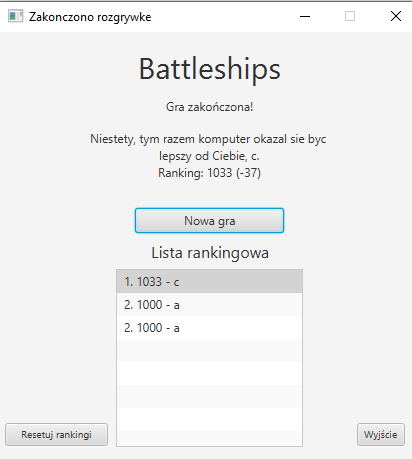 Zakonczono rozgrywke
Battleships
Gra zakończona!
Niestety, tym razem komputer okazal sie byc
lepszy od Ciebie, c.
Ranking: 1033 (-37)
Nowa gra
Lista rankingowa
1. 1033 - c
2. 1000 - a
2. 1000 - a
Resetuj rankingi
Wyjście